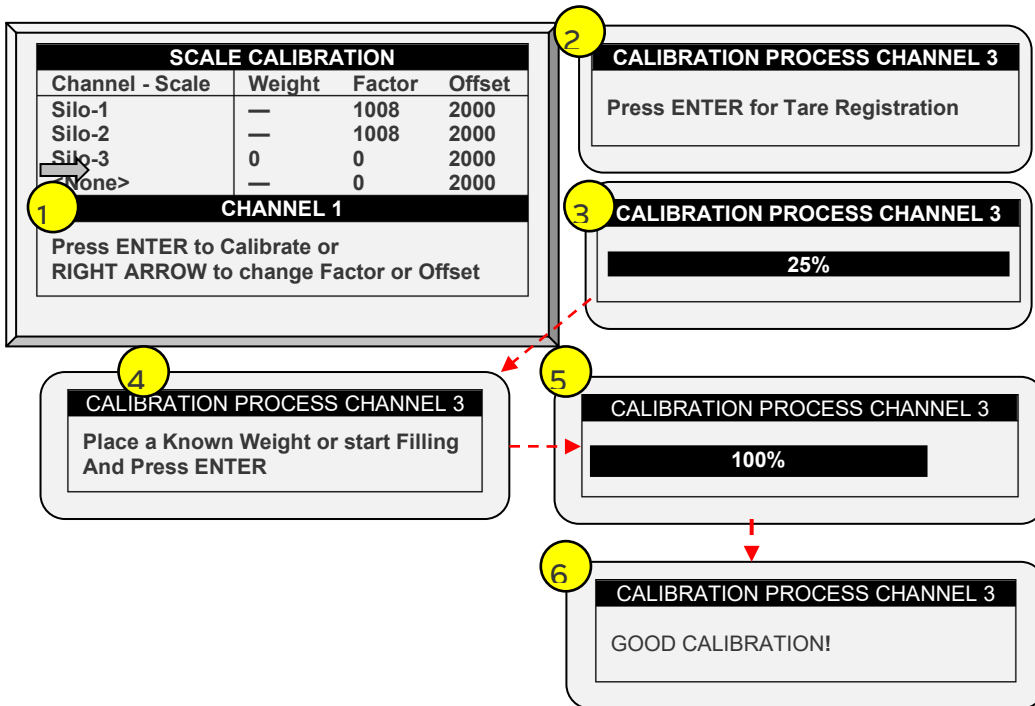 SCALE CALIBRATION
Channel - Scale Weight Factor Offset
Silo-1 — 1008 2000
Silo-2 — 1008 2000
Silo-3 0 0 2000
<None> — 0 2000
1
CHANNEL 1
Press ENTER to Calibrate or
RIGHT ARROW to change Factor or Offset
2
CALIBRATION PROCESS CHANNEL 3
Press ENTER for Tare Registration
3
CALIBRATION PROCESS CHANNEL 3
25%
4
CALIBRATION PROCESS CHANNEL 3
Place a Known Weight or start Filling
And Press ENTER
5
CALIBRATION PROCESS CHANNEL 3
100%
6
CALIBRATION PROCESS CHANNEL 3
GOOD CALIBRATION!